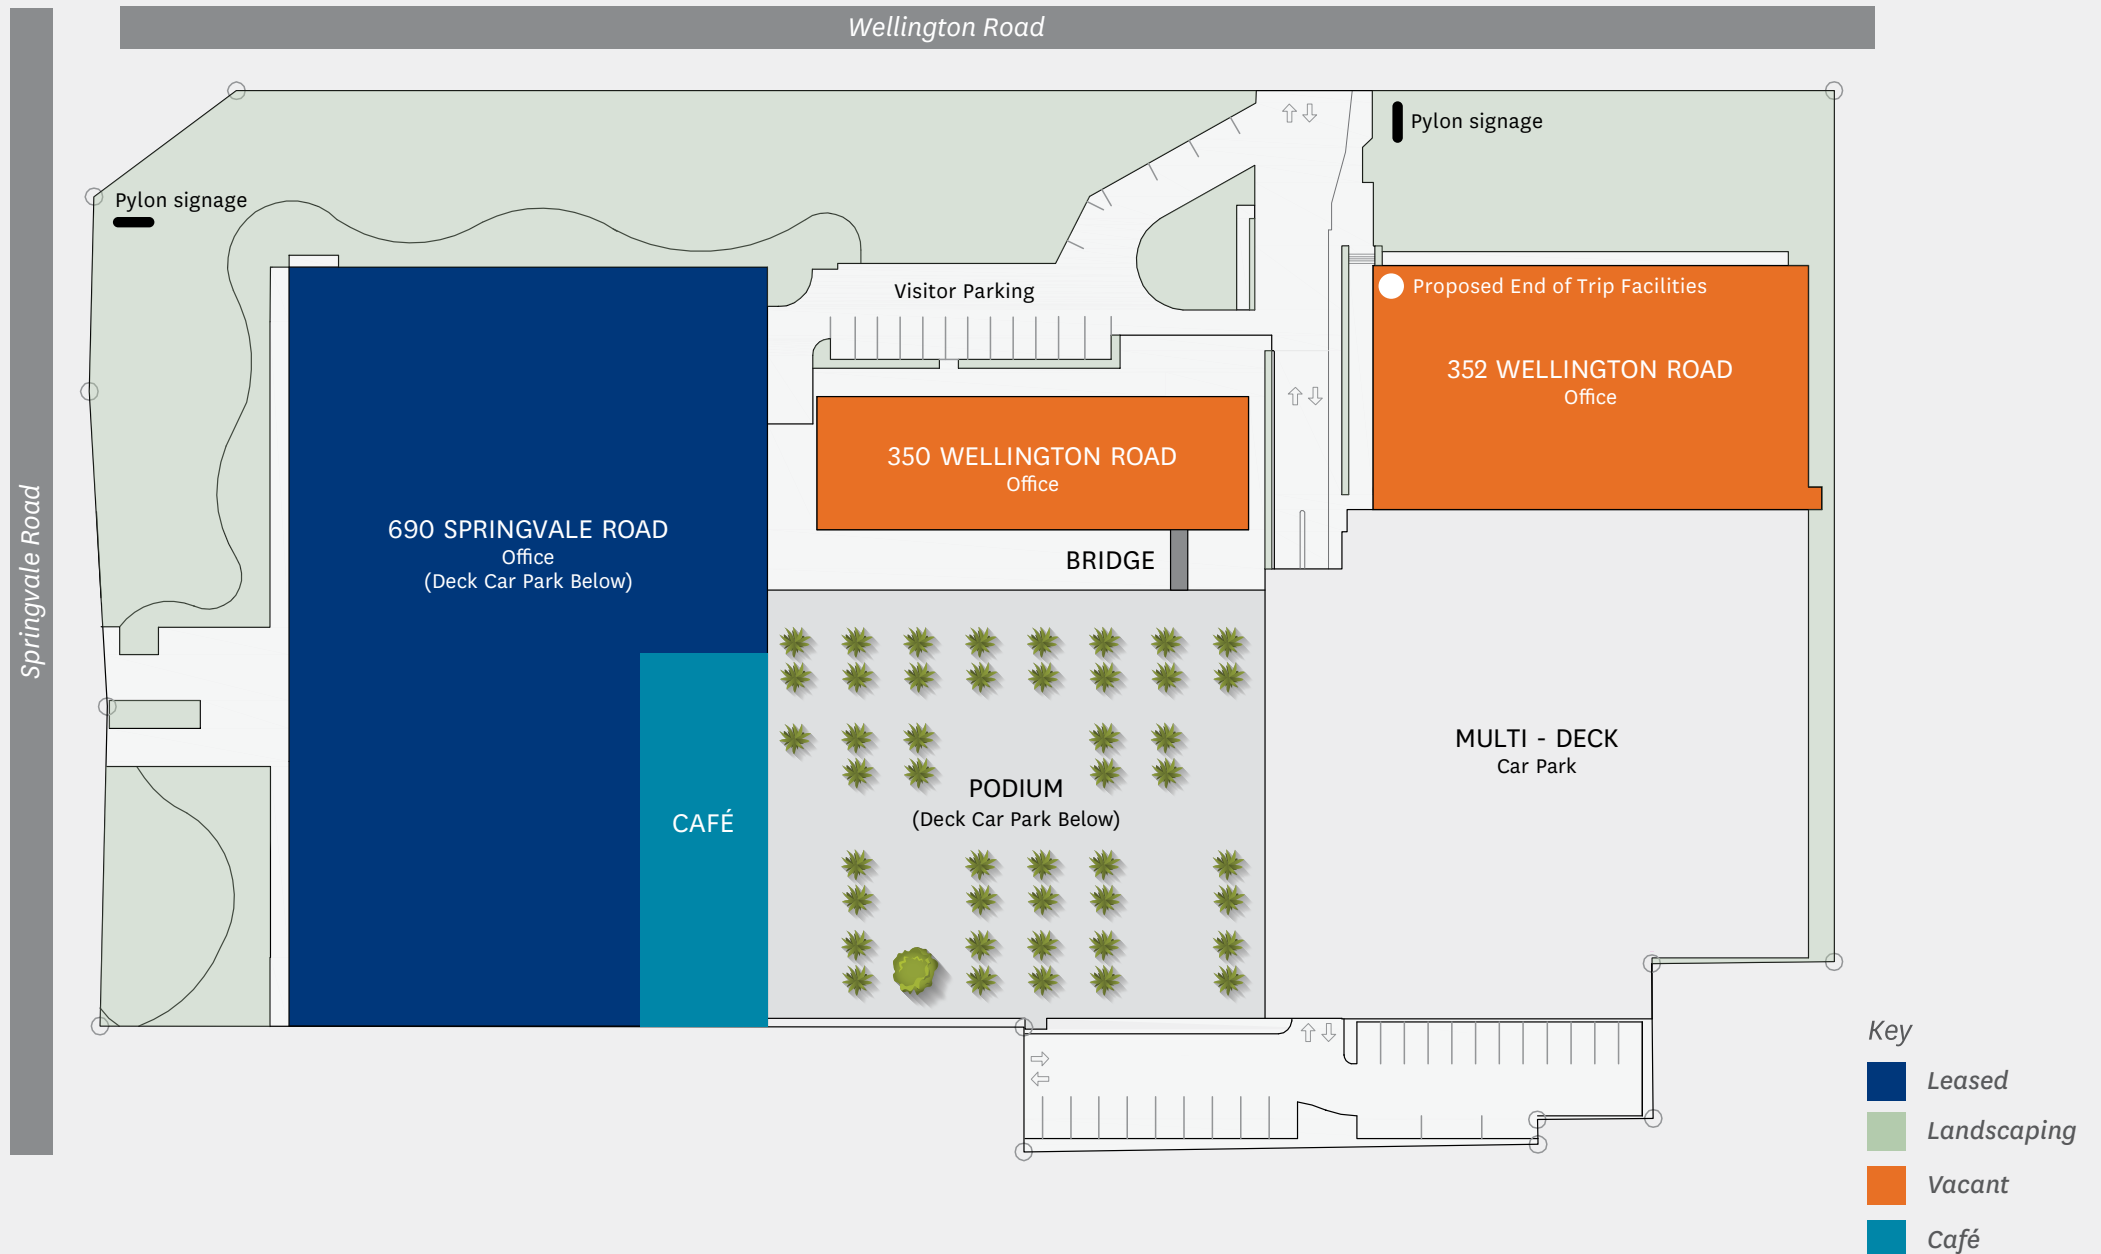 Wellington Road
Pylon signage
Pylon signage
Visitor Parking
Proposed End of Trip Facilities
352 WELLINGTON ROAD
Office
350 WELLINGTON ROAD
Office
Springvale Road
690 SPRINGVALE ROAD
Office
(Deck Car Park Below)
BRIDGE
CAFÉ
PODIUM
(Deck Car Park Below)
MULTI - DECK
Car Park
Key
Leased
Landscaping
Vacant
Café